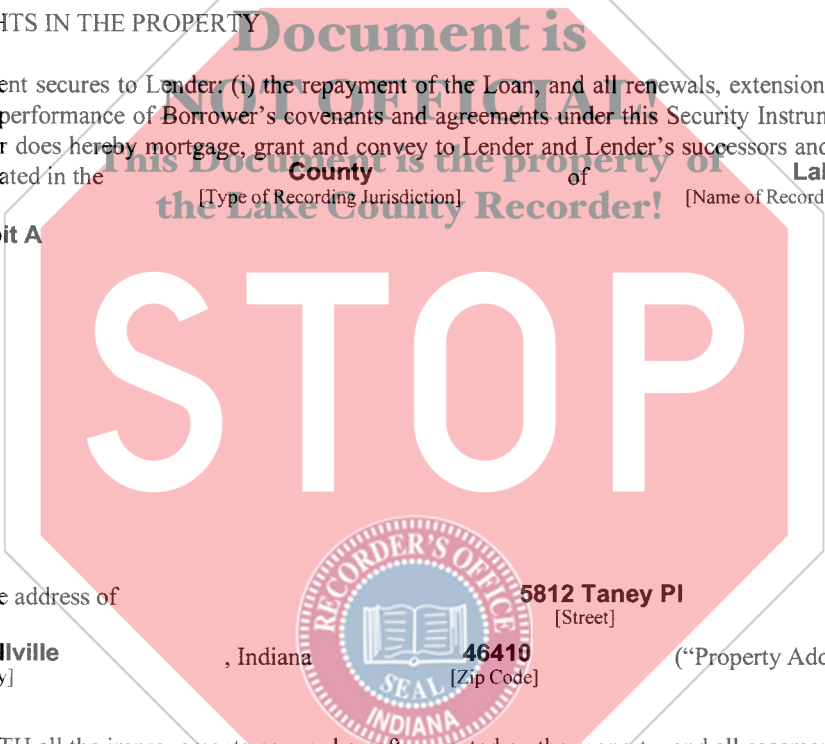 HTS IN THE PROPERTY
Document is
ent secures to Lender: (i) the repayment of the Loan, and all renewals, extension
NOT OFFICIAL!
performance of Borrower's covenants and agreements under this Security Instrum
r does hereby mortgage, grant and convey to Lender and Lender's successors and
This Document is the property of
ated in the County of Lak
[Type of Recording Jurisdiction] [Name of Record
the Lake County Recorder!
bit A
STOP
RECORDER'S OFFICE
e address of 5812 Taney Pl
[Street]
llville , Indiana 46410 ("Property Add
y] [Zip Code]
SEAL
INDIANA